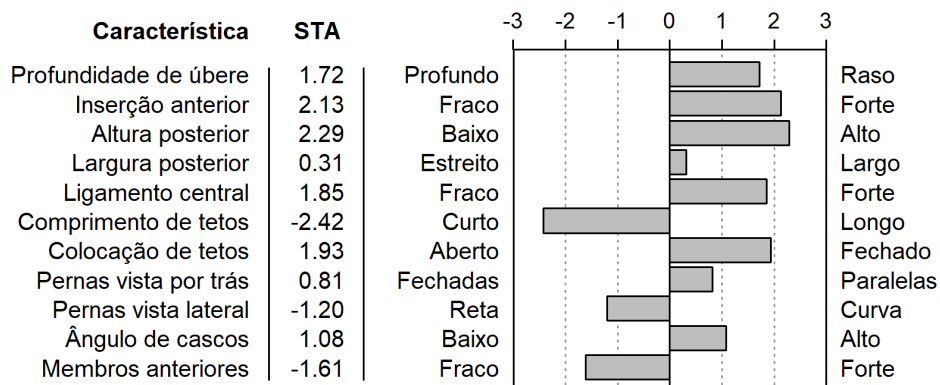 Característica STA -3 -2 -1 0 1 2 3
Profundidade de úbere 1.72 Profundo Raso
Inserção anterior 2.13 Fraco Forte
Altura posterior 2.29 Baixo Alto
Largura posterior 0.31 Estreito Largo
Ligamento central 1.85 Fraco Forte
Comprimento de tetos -2.42 Curto Longo
Colocação de tetos 1.93 Aberto Fechado
Pernas vista por trás 0.81 Fechadas Paralelas
Pernas vista lateral -1.20 Reta Curva
Ângulo de cascos 1.08 Baixo Alto
Membros anteriores -1.61 Fraco Forte